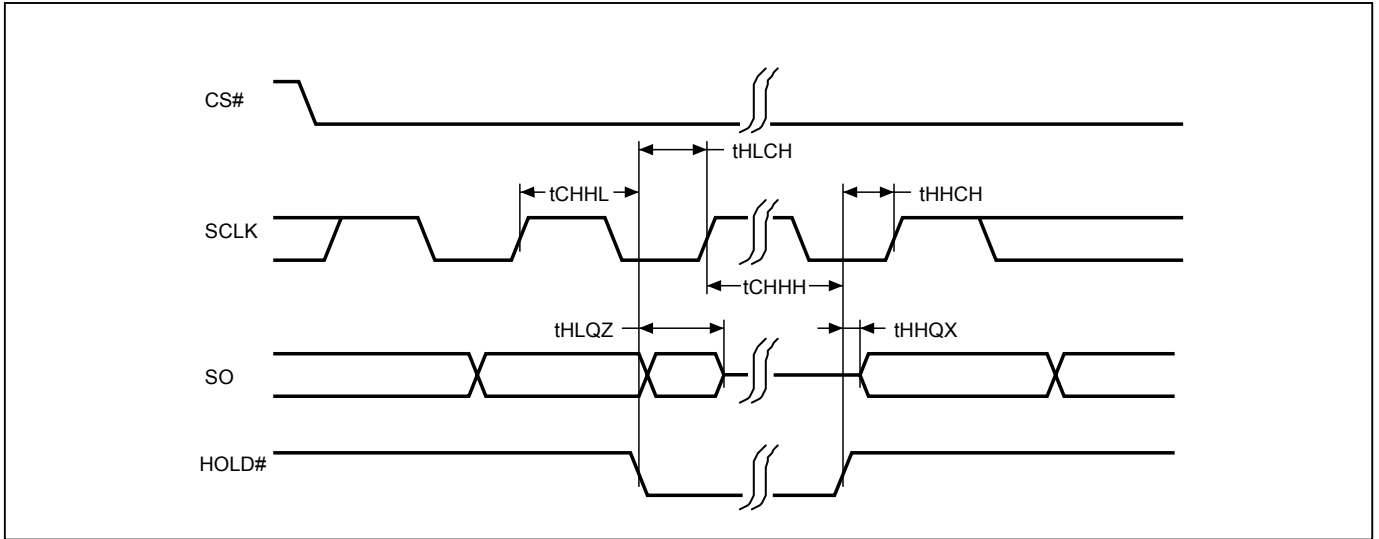 CS#
tHLCH
tCHHL
tHHCH
SCLK
tCHHH
tHLQZ
tHHQX
SO
HOLD#